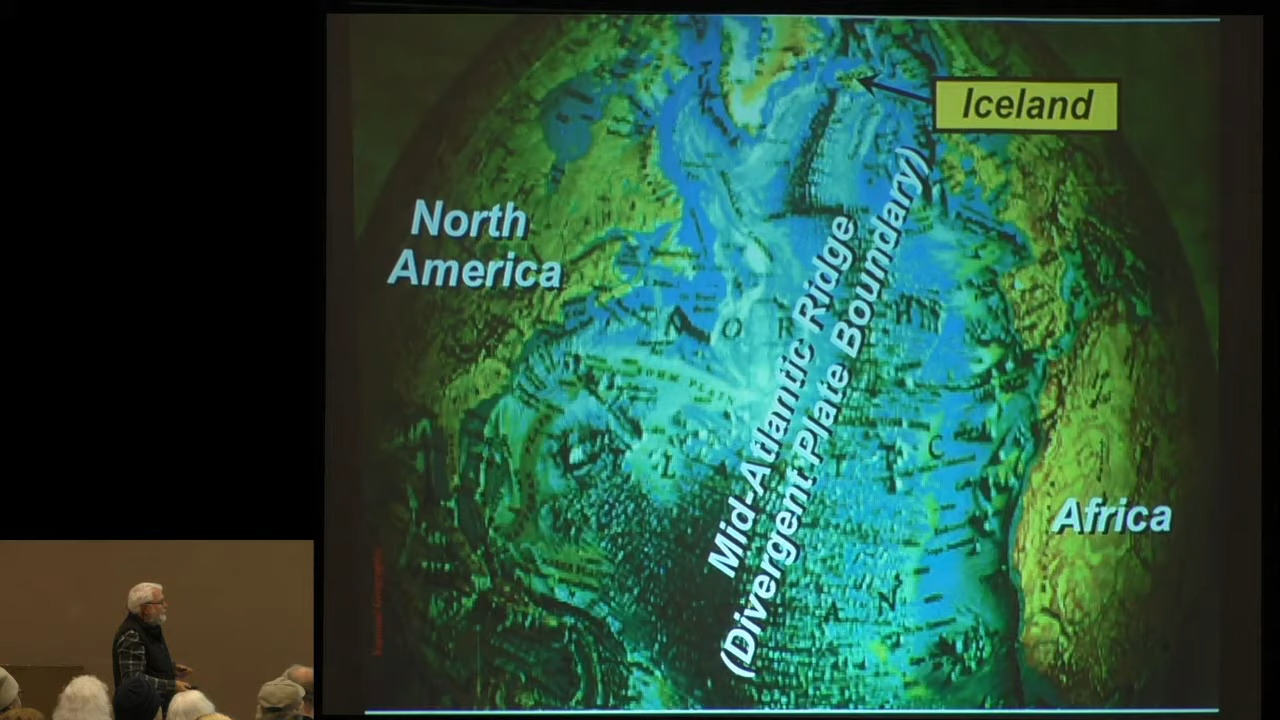 Iceland
North
America
Mid-Atlantic Ridge
(Divergent Plate Boundary)
Africa